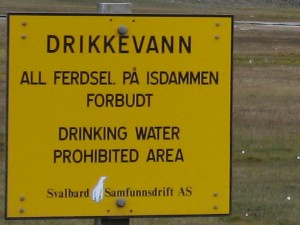 DRIKKEVANN
ALL FERDSEL PÅ ISDAMMEN
FORBUDT
DRINKING WATER
PROHIBITED AREA
Svalbard Samfunnsdrift AS